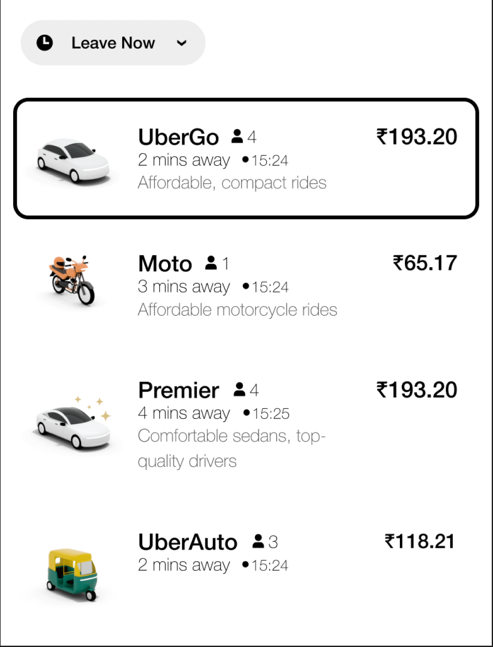 Leave Now
UberGo 4 ₹193.20
2 mins away •15:24
Affordable, compact rides
Moto 1 ₹65.17
3 mins away •15:24
Affordable motorcycle rides
Premier 4 ₹193.20
4 mins away •15:25
Comfortable sedans, top-
quality drivers
UberAuto 3 ₹118.21
2 mins away •15:24